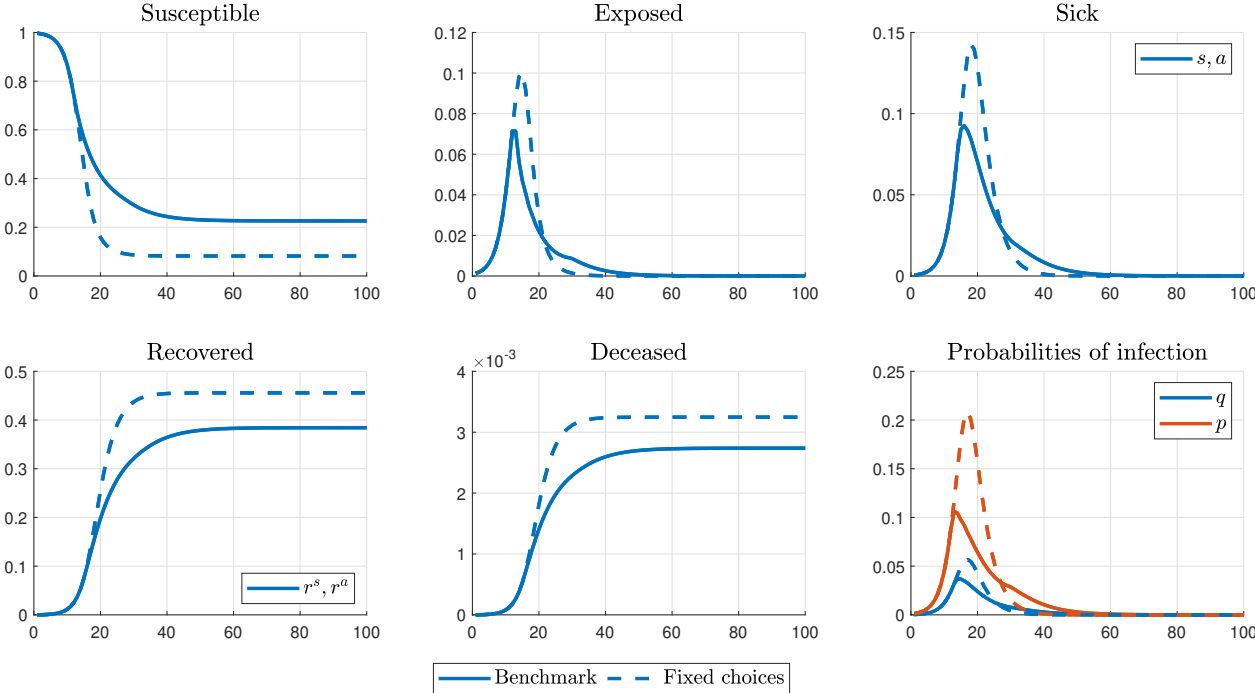 Susceptible
1
0.8
0.6
0.4
0.2
0
0 20 40 60 80 100
Exposed
0.12
0.1
0.08
0.06
0.04
0.02
0
0 20 40 60 80 100
Sick
s, a
0.15
0.1
0.05
0
0 20 40 60 80 100
Recovered
0.5
0.4
0.3
0.2
0.1
0
r^s, r^a
0 20 40 60 80 100
Deceased
×10^-3
4
3
2
1
0
0 20 40 60 80 100
Probabilities of infection
q
p
0.25
0.2
0.15
0.1
0.05
0
0 20 40 60 80 100
Benchmark Fixed choices